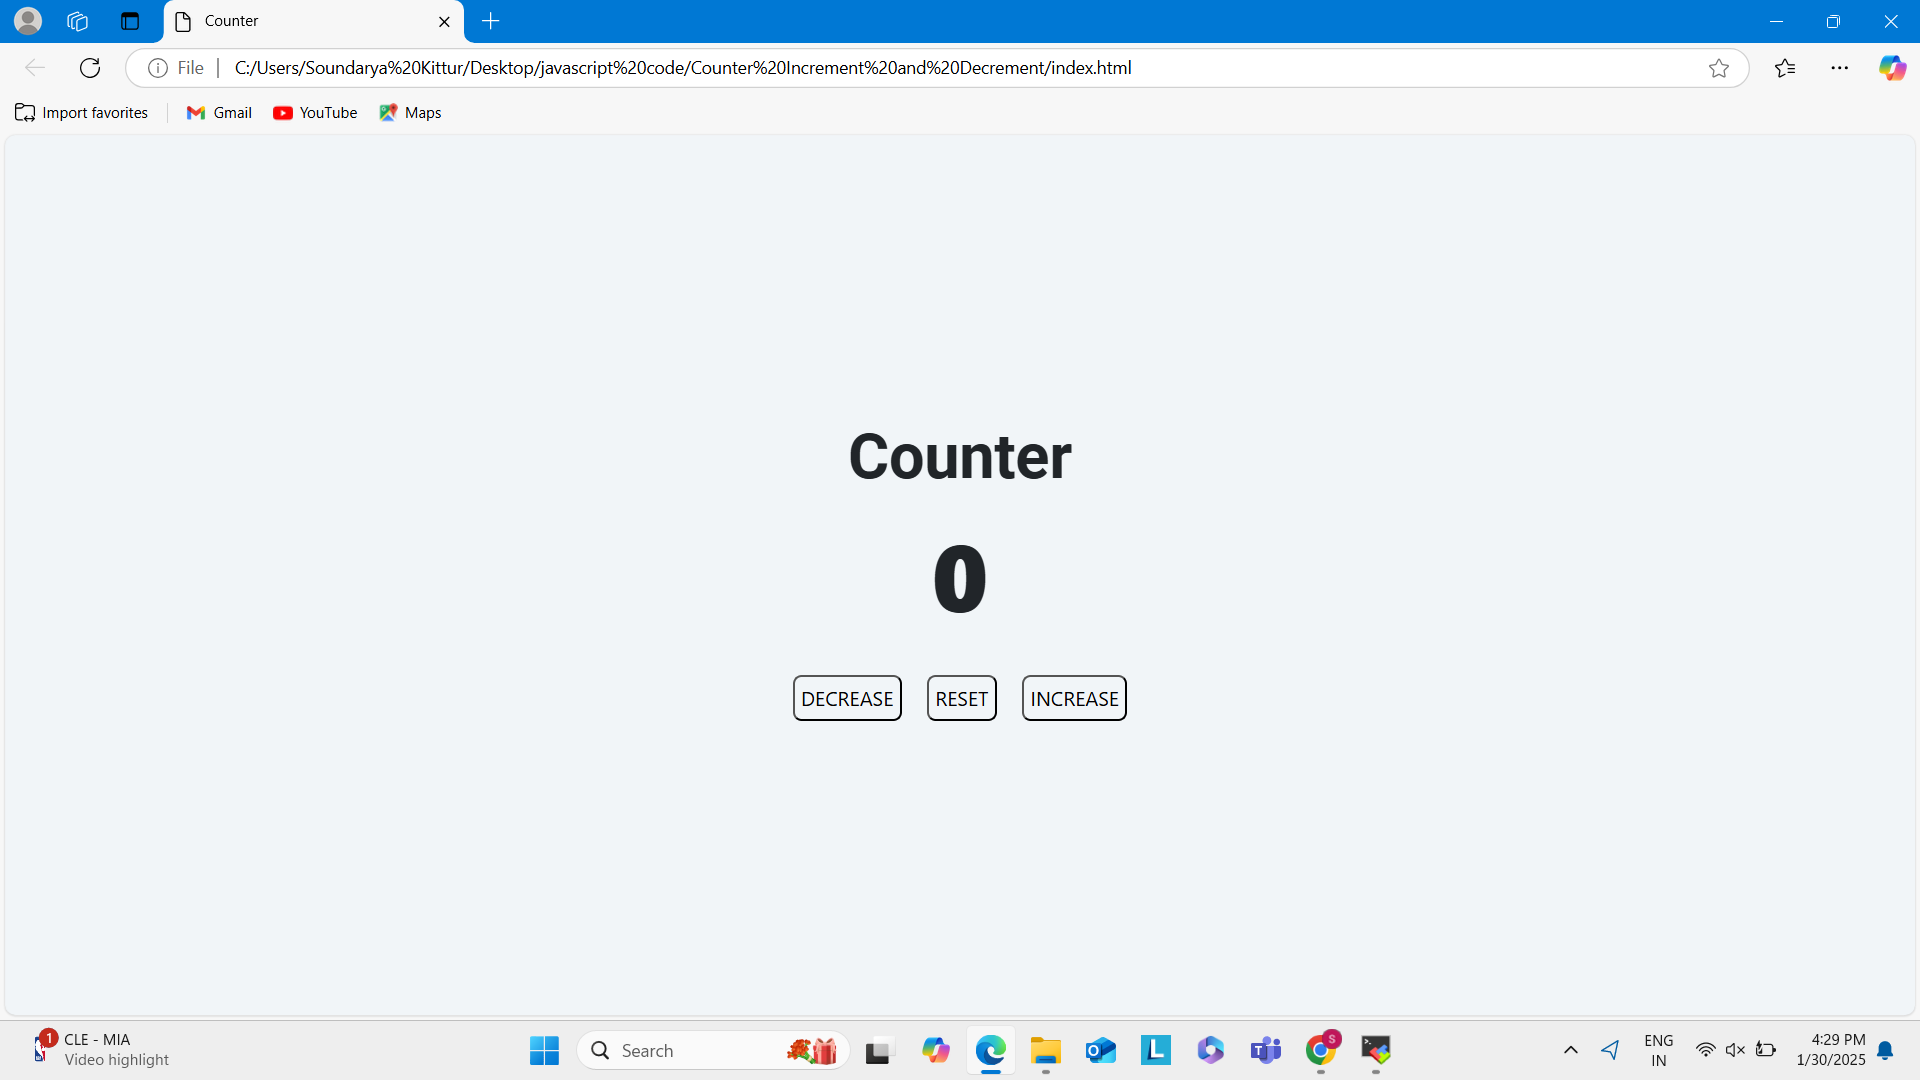 Counter
File
C:/Users/Soundarya%20Kittur/Desktop/javascript%20code/Counter%20Increment%20and%20Decrement/index.html
Import favorites
Gmail
YouTube
Maps
Counter
0
DECREASE
RESET
INCREASE
1
CLE - MIA
Video highlight
Search
S
ENG
IN
4:29 PM
1/30/2025